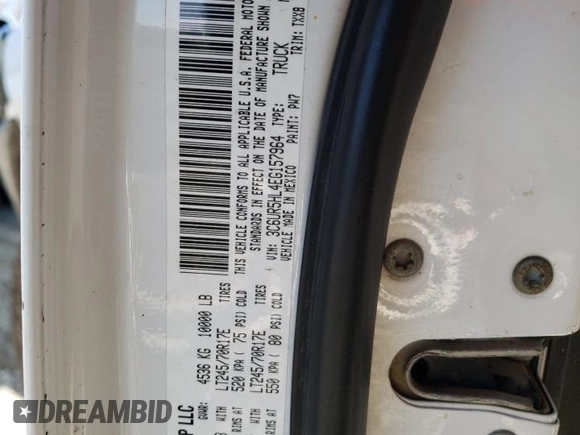 P LLC
GVWR: 4536 KG 10000 LB
WITH LT245/70R17E TIRES
RIMS AT 520 KPA ( 75 PSI) COLD
WITH LT245/70R17E TIRES
RIMS AT 550 KPA ( 80 PSI) COLD
THIS VEHICLE CONFORMS TO ALL APPLICABLE U.S.A. FEDERAL MOTOR
STANDARDS IN EFFECT ON THE DATE OF MANUFACTURE SHOWN
VIN: 3C6UR5HL4EG157964 TYPE: TRUCK
VEHICLE MADE IN MEXICO PAINT: PW7 TRIM: TXX8
DREAMBID